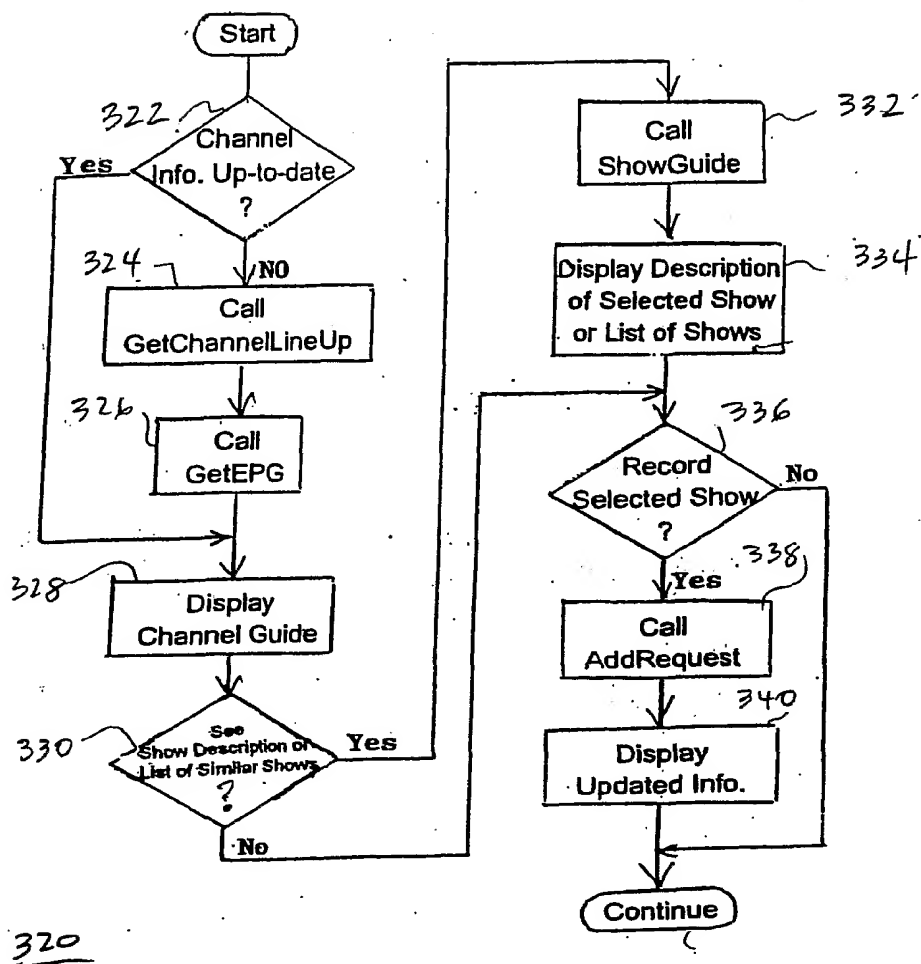 Start
322
Channel
Info. Up-to-date
?
Yes
NO
324
Call
GetChannelLineUp
326
Call
GetEPG
328
Display
Channel Guide
330
See
Show Description or
List of Similar Shows
?
Yes
No
332
Call
ShowGuide
334
Display Description
of Selected Show
or List of Shows
336
Record
Selected Show
?
No
Yes
338
Call
AddRequest
340
Display
Updated Info.
Continue
320